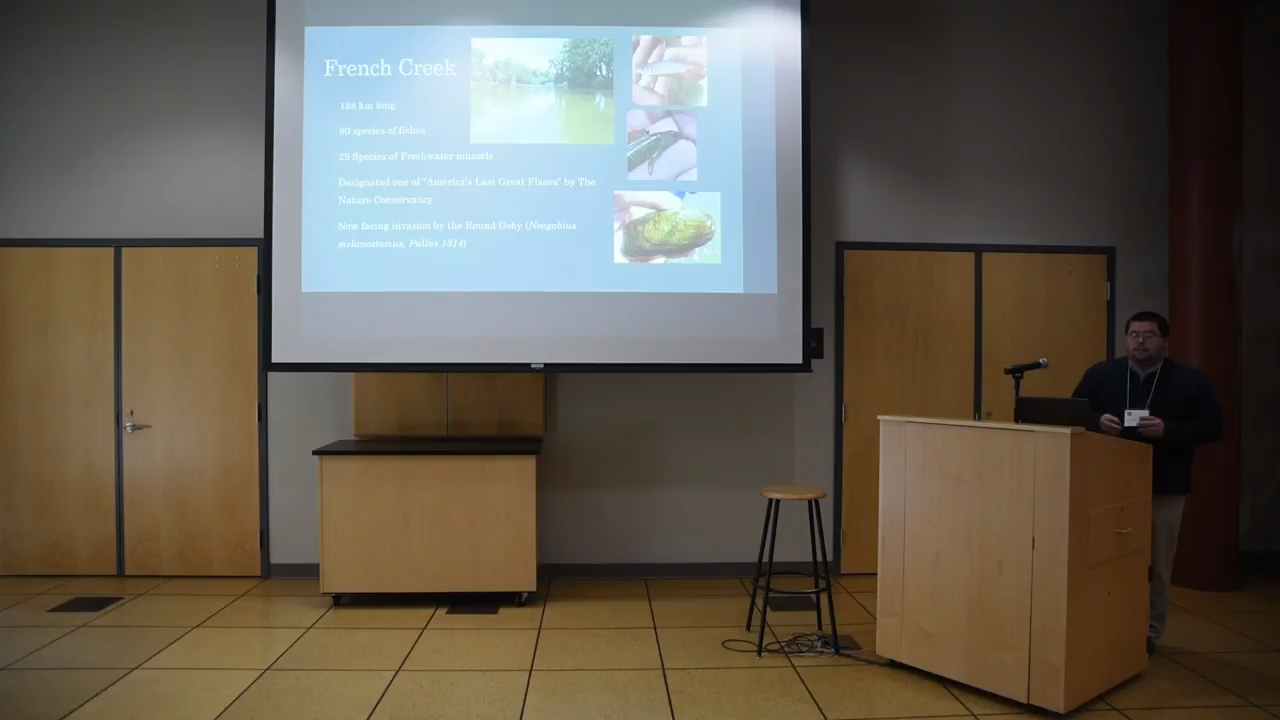 French Creek
188 km long
80 species of fishes
29 Species of Freshwater mussels
Designated one of "America's Last Great Places" by The
Nature Conservancy
Now facing invasion by the Round Goby (Neogobius
melanostomus, Pallas 1814)